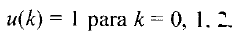 u(k) = 1 para k = 0, 1, 2.